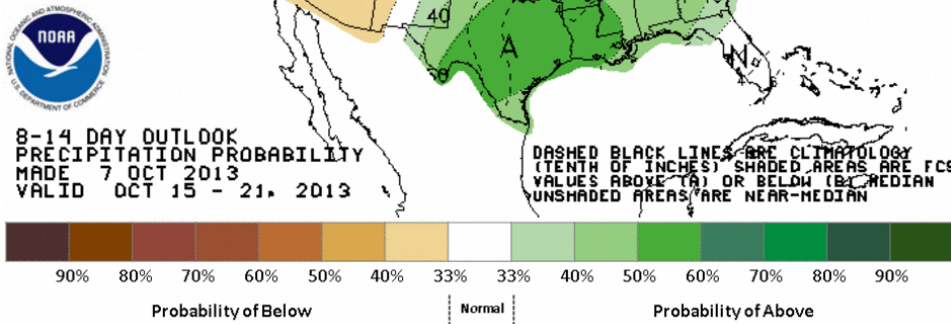 40
50
A
N
NATIONAL OCEANIC AND ATMOSPHERIC ADMINISTRATION
NOAA
U.S. DEPARTMENT OF COMMERCE
8-14 DAY OUTLOOK
PRECIPITATION PROBABILITY
MADE 7 OCT 2013
VALID OCT 15 - 21, 2013
DASHED BLACK LINES ARE CLIMATOLOGY
(TENTH OF INCHES) SHADED AREAS ARE FCS
VALUES ABOVE (A) OR BELOW (B) MEDIAN
UNSHADED AREAS ARE NEAR-MEDIAN
90% 80% 70% 60% 50% 40% 33% 33% 40% 50% 60% 70% 80% 90%
Probability of Below Normal Probability of Above